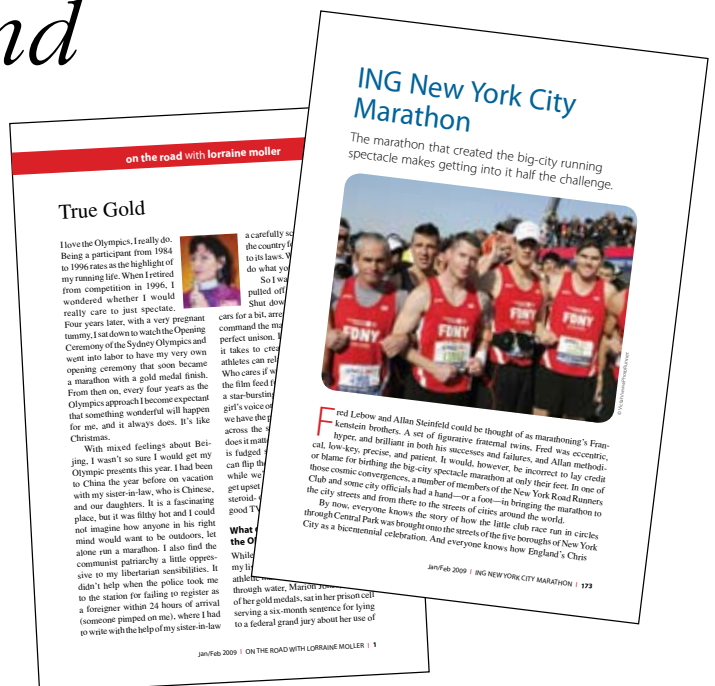 nd
on the road with lorraine moller
True Gold
I love the Olympics, I really do.
Being a participant from 1984
to 1996 rates as the highlight of
my running life. When I retired
from competition in 1996, I
wondered whether I would
really care to just spectate.
Four years later, with a very pregnant
tummy, I sat down to watch the Opening
Ceremony of the Sydney Olympics and
went into labor to have my very own
opening ceremony that soon became
a marathon with a gold medal finish.
From then on, every four years as the
Olympics approach I become expectant
that something wonderful will happen
for me, and it always does. It's like
Christmas.
With mixed feelings about Bei-
jing, I wasn't so sure I would get my
Olympic presents this year. I had been
to China the year before on vacation
with my sister-in-law, who is Chinese,
and our daughters. It is a fascinating
place, but it was filthy hot and I could
not imagine how anyone in his right
mind would want to be outdoors, let
alone run a marathon. I also find the
communist patriarchy a little oppres-
sive to my libertarian sensibilities. It
didn't help when the police took me
to the station for failing to register as
a foreigner within 24 hours of arrival
(someone pimped on me), where I had
to write with the help of my sister-in-law
a carefully
the country
to its laws.
do what
So I
pulled off
Shut
cars for a bit,
command the
perfect unison.
it takes to
athletes can
Who cares if
the film feed
a star-bursting
girl's voice
we have the
across the
does it
is fudged
can flip the
while we
get upset
steroid-
good
What
the
While
my
through water, Marion
of her gold medals, sat in her prison cell
serving a six-month sentence for lying
to a federal grand jury about her use of
Jan/Feb 2009 | ON THE ROAD WITH LORRAINE MOLLER | 1
ING New York City
Marathon
The marathon that created the big-city running
spectacle makes getting into it half the challenge.
FDNY
FDNY
FDNY
FDNY
Fred Lebow and Allan Steinfeld could be thought of as marathoning's Fran-
kenstein brothers. A set of figurative fraternal twins, Fred was eccentric,
hyper, and brilliant in both his successes and failures, and Allan methodi-
cal, low-key, precise, and patient. It would, however, be incorrect to lay credit
or blame for birthing the big-city spectacle marathon at only their feet. In one of
those cosmic convergences, a number of members of the New York Road Runners
Club and some city officials had a hand—or a foot—in bringing the marathon to
the city streets and from there to the streets of cities around the world.
By now, everyone knows the story of how the little club race run in circles
through Central Park was brought onto the streets of the five boroughs of New York
City as a bicentennial celebration. And everyone knows how England's Chris
Jan/Feb 2009 | ING NEW YORK CITY MARATHON | 173